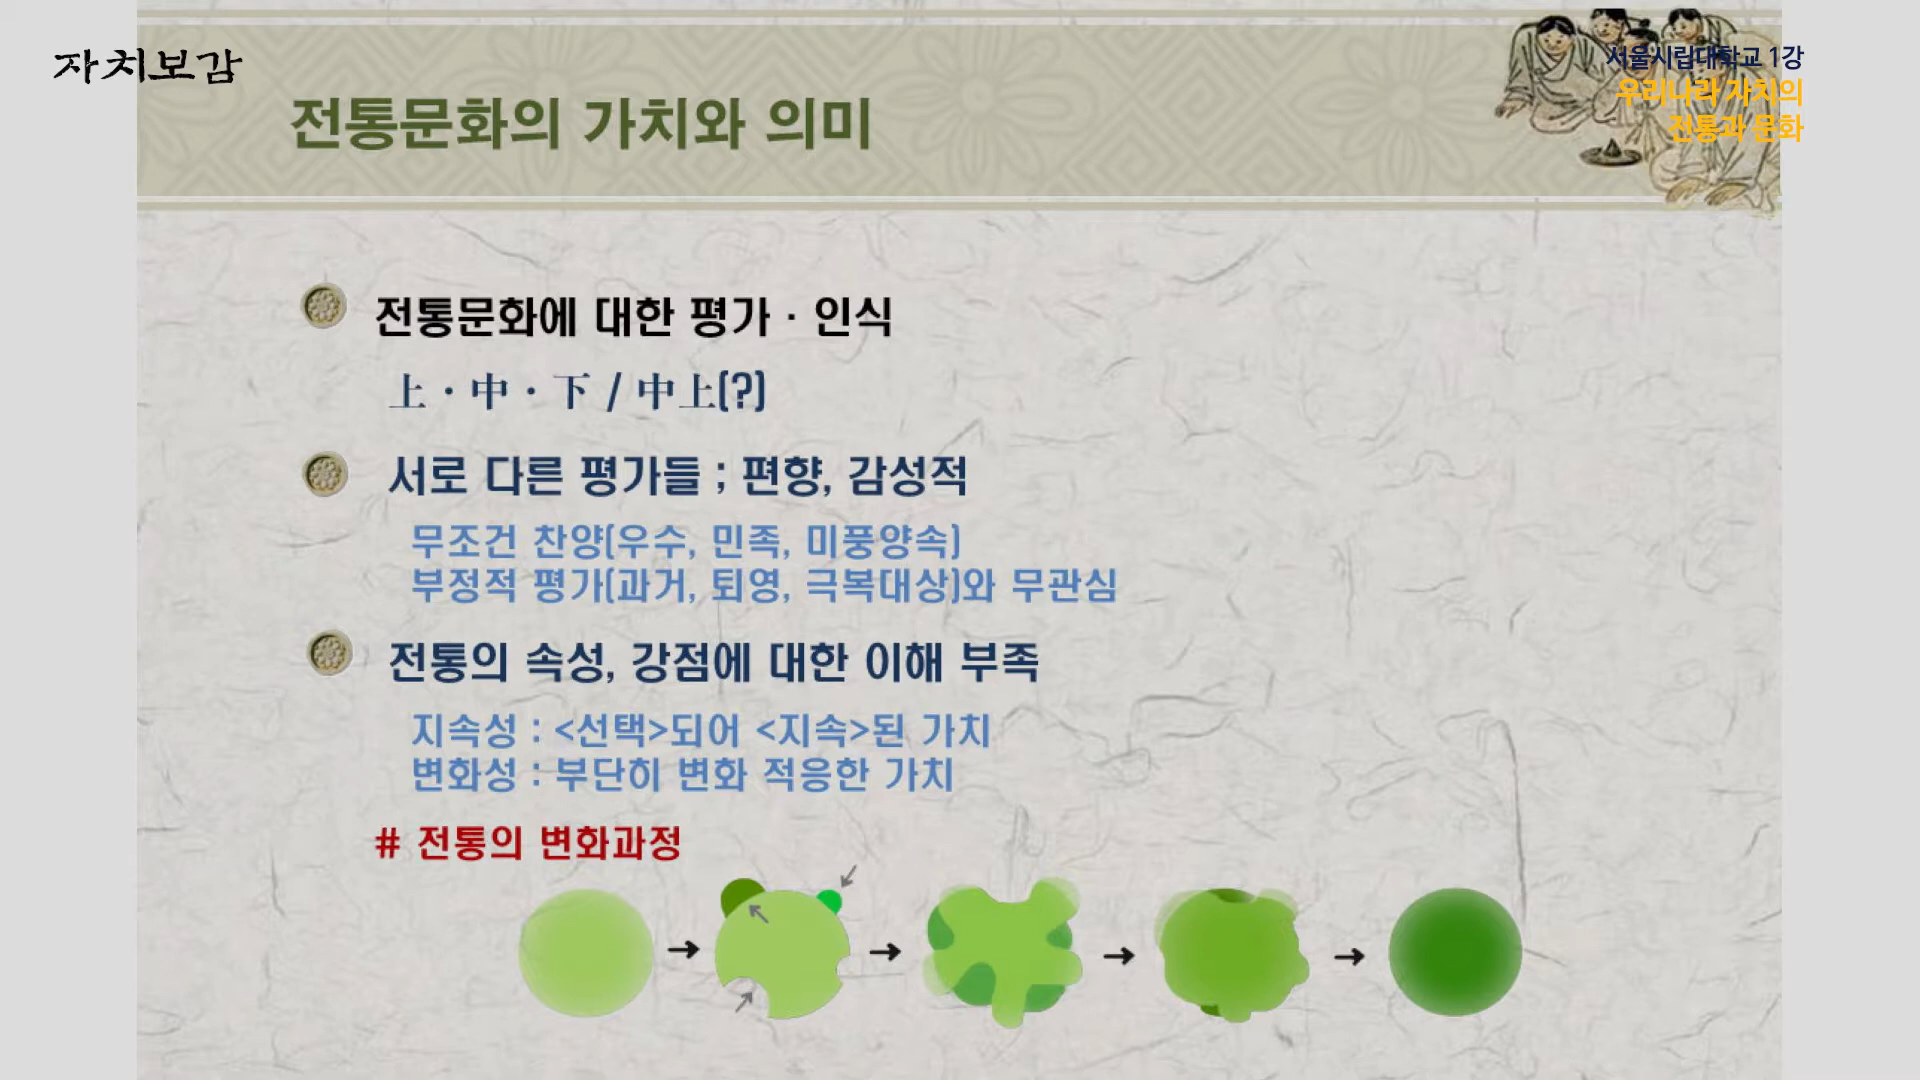 자치보감
서울시립대학교 1강
우리나라 자치의
전통과 문화
전통문화의 가치와 의미
전통문화에 대한 평가 · 인식
上 · 中 · 下 / 中上(?)
서로 다른 평가들 ; 편향, 감성적
무조건 찬양(우수, 민족, 미풍양속)
부정적 평가(과거, 퇴영, 극복대상)와 무관심
전통의 속성, 강점에 대한 이해 부족
지속성 : <선택>되어 <지속>된 가치
변화성 : 부단히 변화 적응한 가치
# 전통의 변화과정